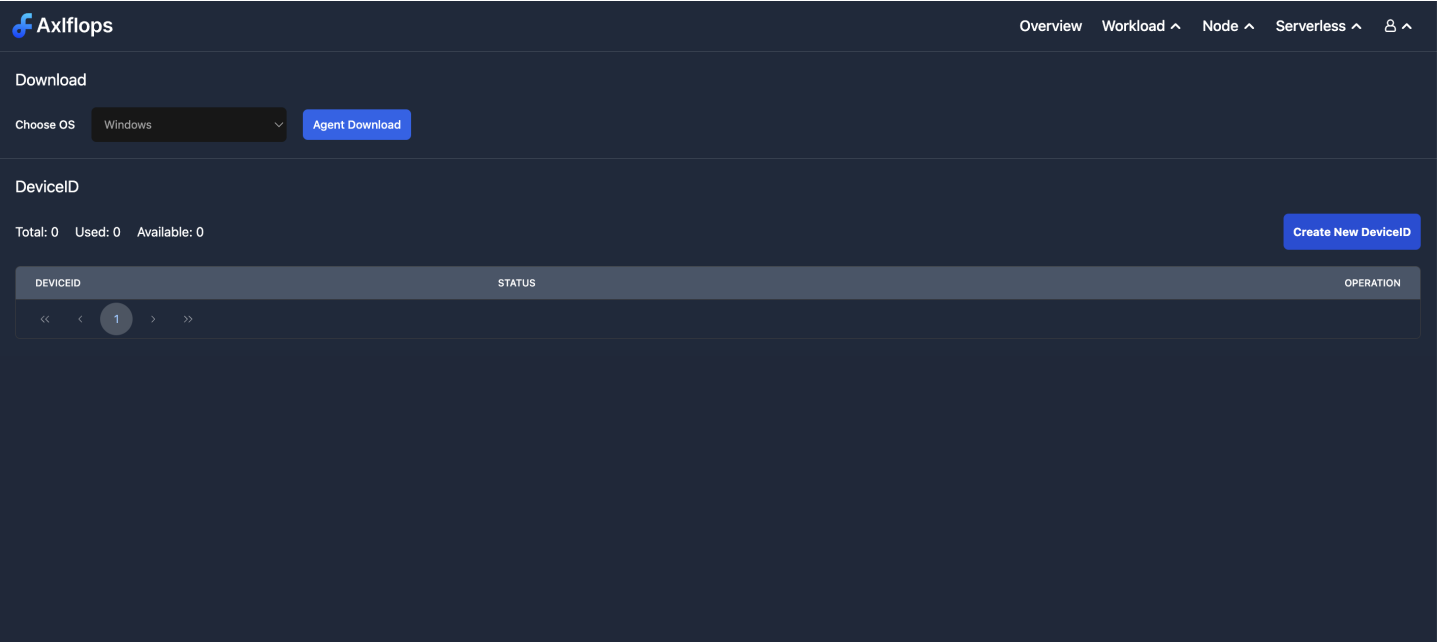 Axlflops
Overview Workload Node Serverless
Download
Choose OS Windows Agent Download
DeviceID
Total: 0 Used: 0 Available: 0 Create New DeviceID
DEVICEID STATUS OPERATION
« ‹ 1 › »